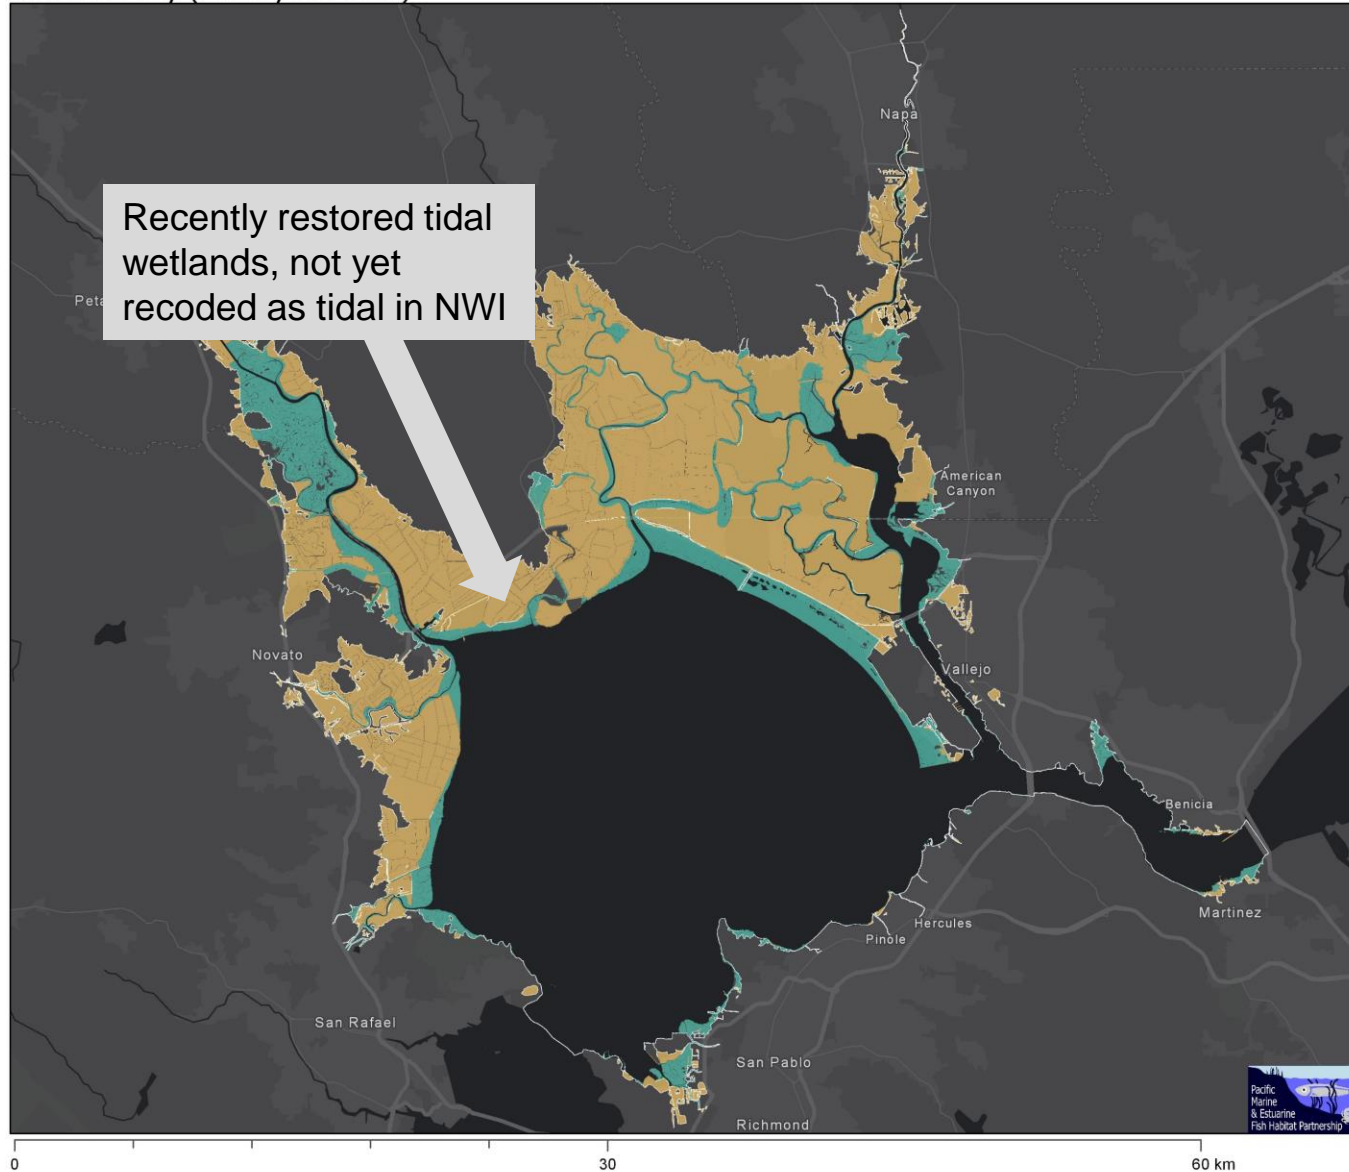 Napa
Recently restored tidal
wetlands, not yet
recoded as tidal in NWI
American
Canyon
Novato
Vallejo
Benicia
Martinez
Hercules
Pinole
San Rafael
San Pablo
Richmond
Pacific
Marine
& Estuarine
Fish Habitat Partnership
0 30 60 km